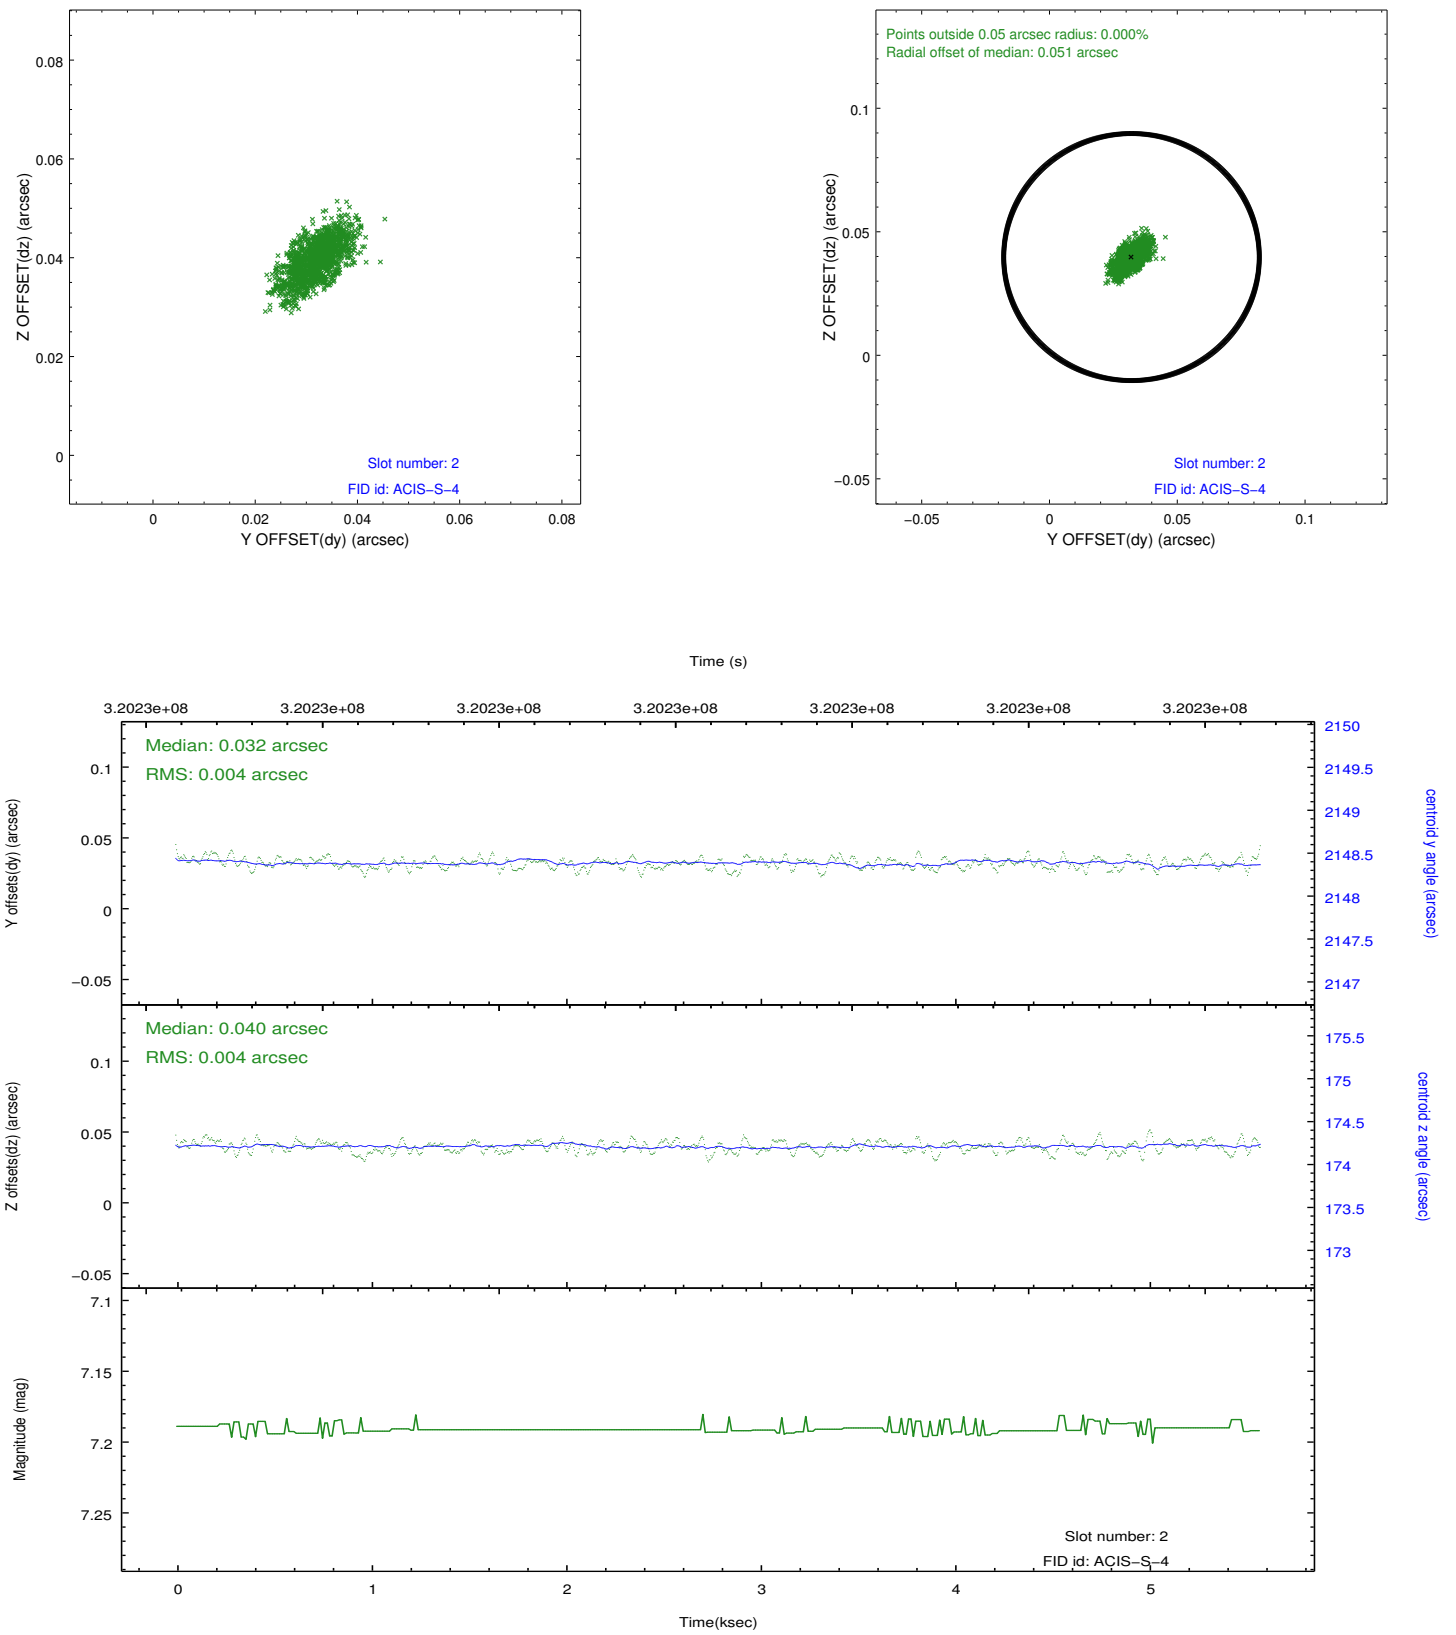 0.08
0.06
0.04
0.02
0
Z OFFSET(dz) (arcsec)
Slot number: 2
FID id: ACIS−S−4
0 0.02 0.04 0.06 0.08
Y OFFSET(dy) (arcsec)
Points outside 0.05 arcsec radius: 0.000%
Radial offset of median: 0.051 arcsec
0.1
0.05
0
−0.05
Z OFFSET(dz) (arcsec)
Slot number: 2
FID id: ACIS−S−4
−0.05 0 0.05 0.1
Y OFFSET(dy) (arcsec)
Time (s)
3.2023e+08 3.2023e+08 3.2023e+08 3.2023e+08 3.2023e+08 3.2023e+08 3.2023e+08
Median: 0.032 arcsec
RMS: 0.004 arcsec
0.1
0.05
0
−0.05
Y offsets(dy) (arcsec)
2150
2149.5
2149
2148.5
2148
2147.5
2147
centroid y angle (arcsec)
Median: 0.040 arcsec
RMS: 0.004 arcsec
0.1
0.05
0
−0.05
Z offsets(dz) (arcsec)
175.5
175
174.5
174
173.5
173
centroid z angle (arcsec)
7.1
7.15
7.2
7.25
Magnitude (mag)
Slot number: 2
FID id: ACIS−S−4
0 1 2 3 4 5
Time(ksec)